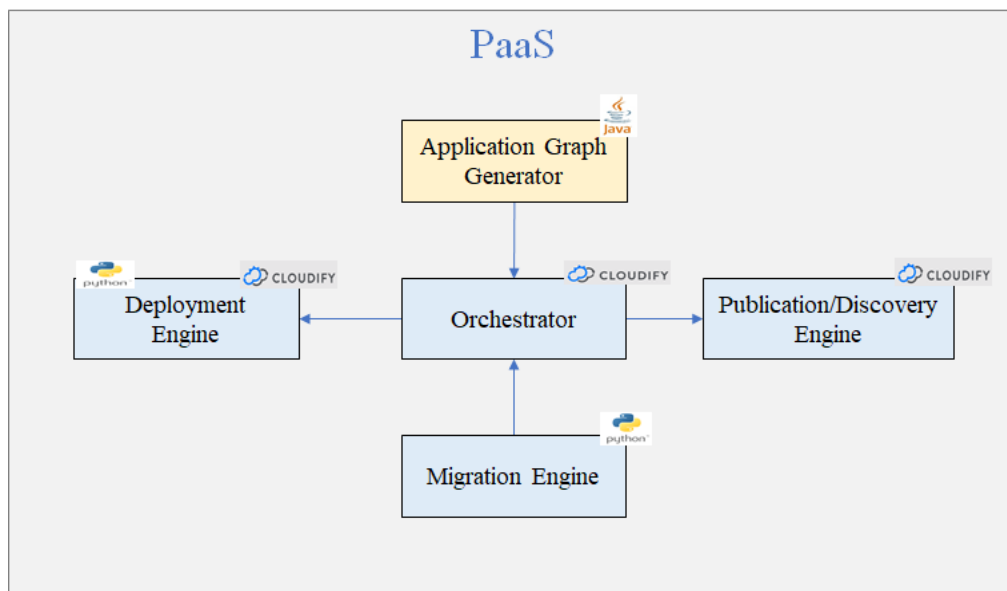 PaaS
Java
Application Graph
Generator
python
CLOUDIFY
Deployment
Engine
CLOUDIFY
Orchestrator
CLOUDIFY
Publication/Discovery
Engine
python
Migration Engine